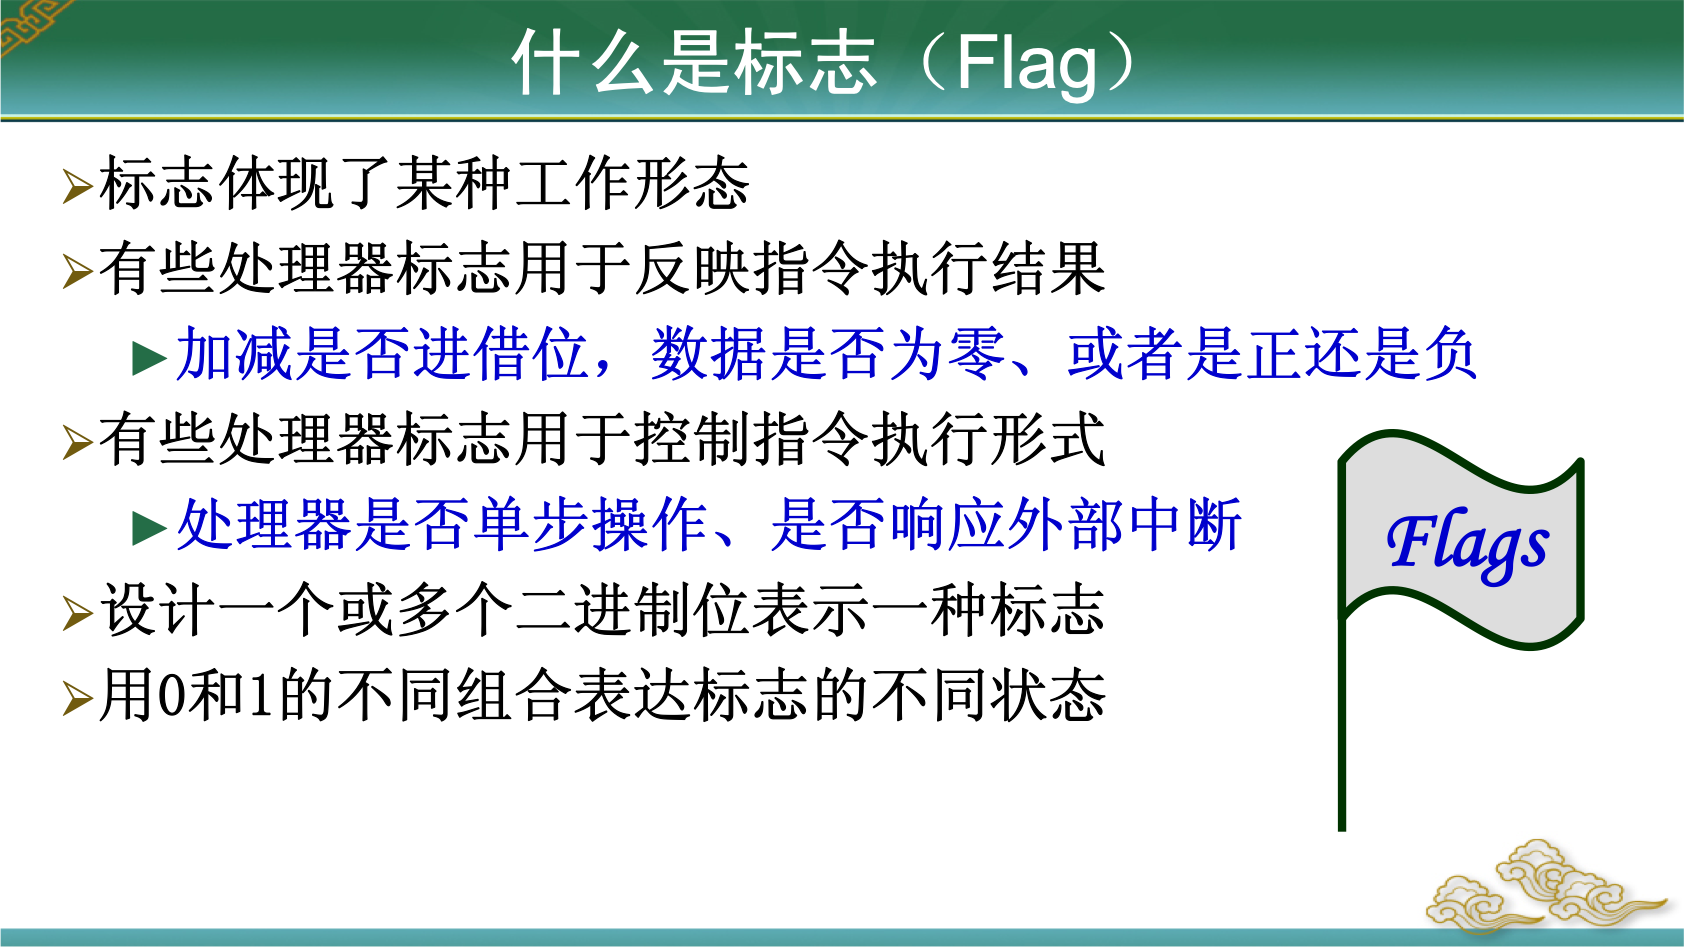 什么是标志（Flag）
标志体现了某种工作形态
有些处理器标志用于反映指令执行结果
加减是否进借位，数据是否为零、或者是正还是负
有些处理器标志用于控制指令执行形式
处理器是否单步操作、是否响应外部中断
Flags
设计一个或多个二进制位表示一种标志
用0和1的不同组合表达标志的不同状态